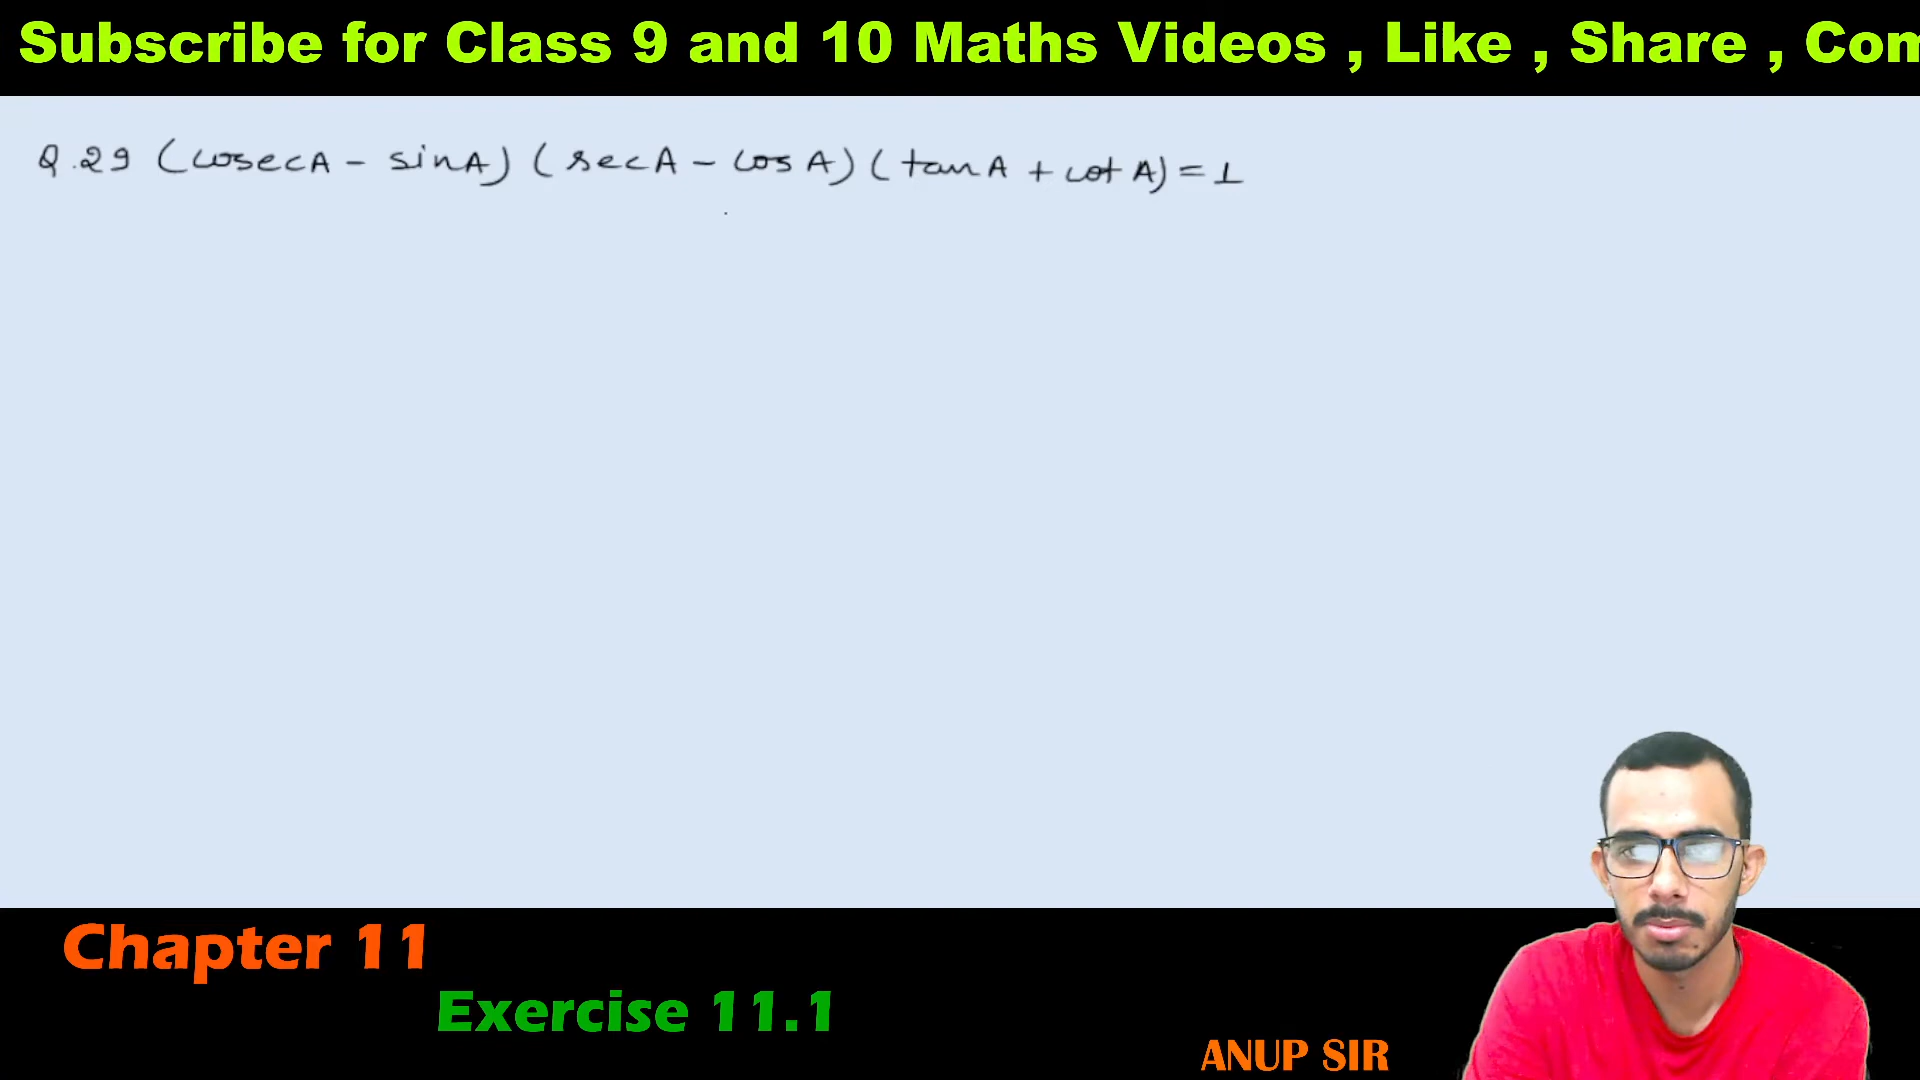 Subscribe for Class 9 and 10 Maths Videos , Like , Share , Com
Q.29 (cosecA - sinA) (secA - cosA) (tanA + cotA) = 1
Chapter 11
Exercise 11.1
ANUP SIR